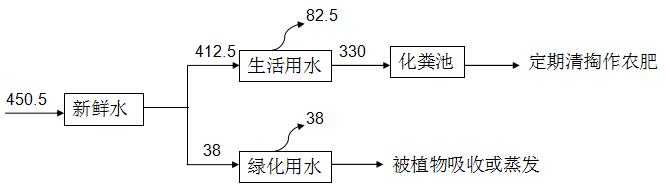 82.5
412.5 生活用水 330 化粪池 定期清掏作农肥
450.5 新鲜水
38
38 绿化用水 被植物吸收或蒸发